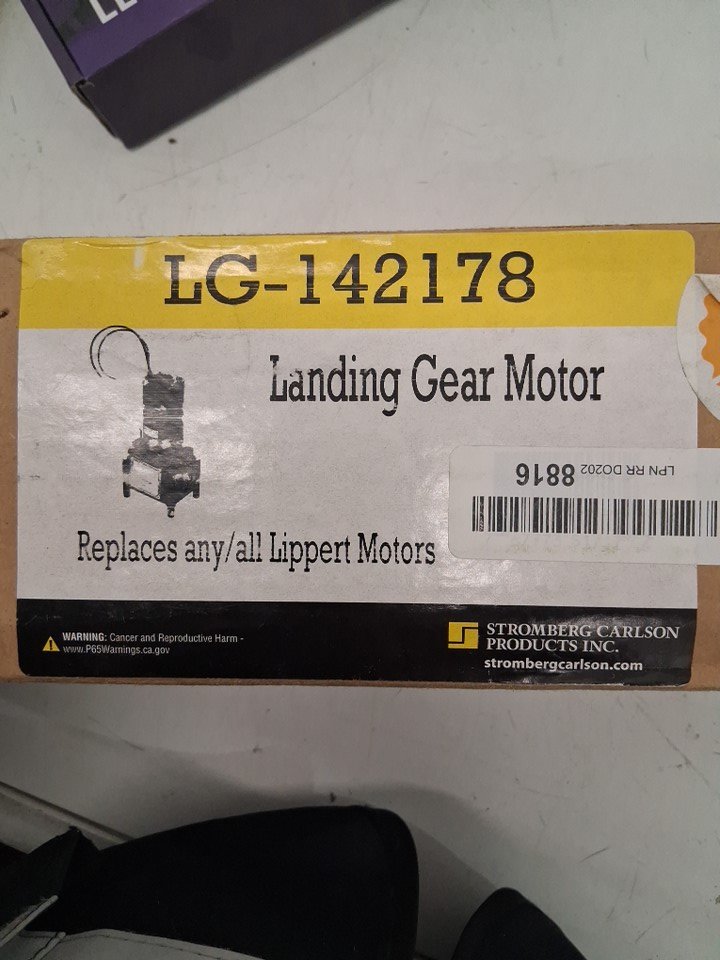 LG-142178
Landing Gear Motor
LPN RR DO202 8816
Replaces any/all Lippert Motors
WARNING: Cancer and Reproductive Harm -
www.P65Warnings.ca.gov
STROMBERG CARLSON
PRODUCTS INC.
strombergcarlson.com